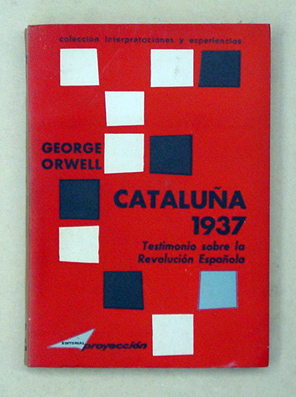 colección interpretaciones y experiencias
GEORGE
ORWELL
CATALUÑA
1937
Testimonio sobre la
Revolución Española
EDITORIAL
proyección